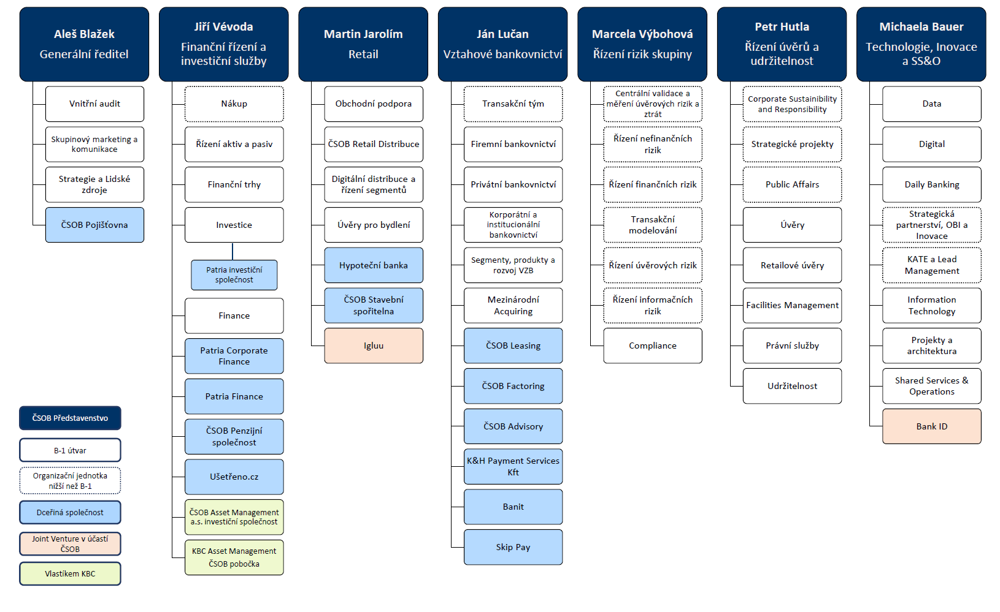 Aleš Blažek
Generální ředitel
Vnitřní audit
Skupinový marketing a
komunikace
Strategie a Lidské
zdroje
ČSOB Pojišťovna
Jiří Vévoda
Finanční řízení a
investiční služby
Nákup
Řízení aktiv a pasiv
Finanční trhy
Investice
Patria investiční
společnost
Finance
Patria Corporate
Finance
Patria Finance
ČSOB Penzijní
společnost
Ušetřeno.cz
ČSOB Asset Management
a.s. investiční společnost
KBC Asset Management
ČSOB pobočka
Martin Jarolím
Retail
Obchodní podpora
ČSOB Retail Distribuce
Digitální distribuce a
řízení segmentů
Úvěry pro bydlení
Hypoteční banka
ČSOB Stavební
spořitelna
Igluu
Ján Lučan
Vztahové bankovnictví
Transakční tým
Firemní bankovnictví
Privátní bankovnictví
Korporátní a
institucionální
bankovnictví
Segmenty, produkty a
rozvoj VZB
Mezinárodní
Acquiring
ČSOB Leasing
ČSOB Factoring
ČSOB Advisory
K&H Payment Services
Kft
Banit
Skip Pay
Marcela Výbohová
Řízení rizik skupiny
Centrální validace a
měření úvěrových rizik a
ztrát
Řízení nefinančních
rizik
Řízení finančních rizik
Transakční
modelování
Řízení úvěrových rizik
Řízení informačních
rizik
Compliance
Petr Hutla
Řízení úvěrů a
udržitelnost
Corporate Sustainibility
and Responsibility
Strategické projekty
Public Affairs
Úvěry
Retailové úvěry
Facilities Management
Právní služby
Udržitelnost
Michaela Bauer
Technologie, Inovace
a SS&O
Data
Digital
Daily Banking
Strategická
partnerství, OBI a
Inovace
KATE a Lead
Management
Information
Technology
Projekty a
architektura
Shared Services &
Operations
Bank ID
ČSOB Představenstvo
B-1 útvar
Organizační jednotka
nižší než B-1
Dceřiná společnost
Joint Venture v účastí
ČSOB
Vlastíkem KBC